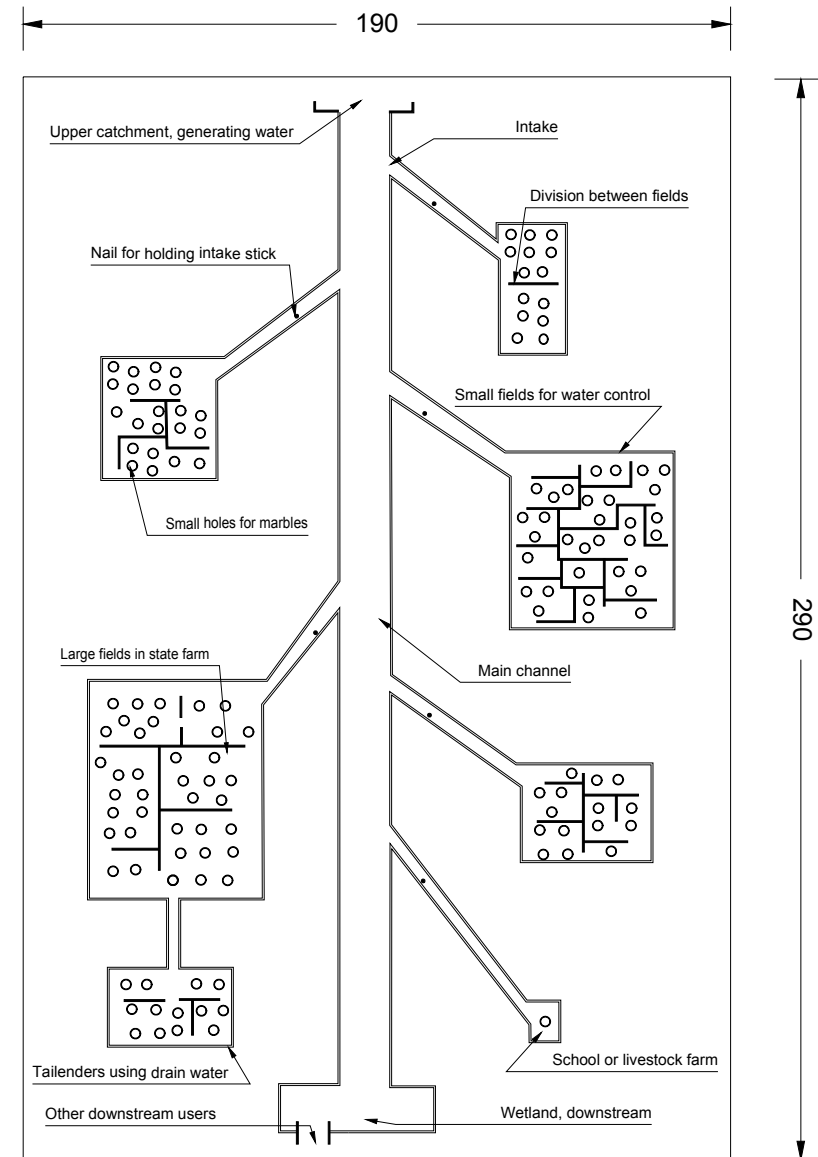 190
Upper catchment, generating water
Intake
Division between fields
Nail for holding intake stick
Small fields for water control
Small holes for marbles
290
Large fields in state farm
Main channel
School or livestock farm
Tailenders using drain water
Other downstream users
Wetland, downstream